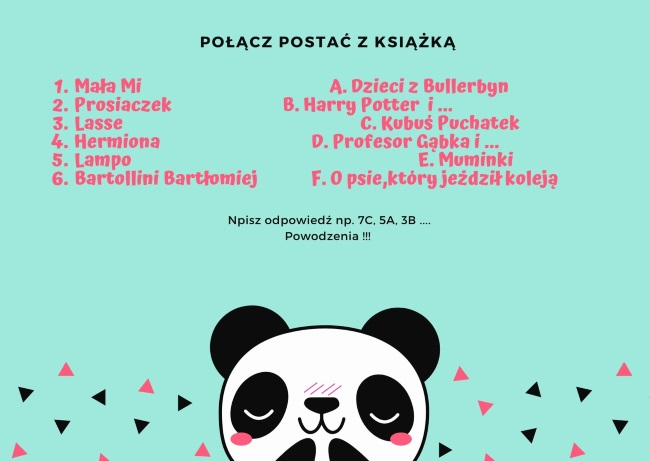 POŁĄCZ POSTAĆ Z KSIĄŻKĄ
1. Mała Mi
2. Prosiaczek
3. Lasse
4. Hermiona
5. Lampo
6. Bartollini Bartłomiej
A. Dzieci z Bullerbyn
B. Harry Potter i ...
C. Kubuś Puchatek
D. Profesor Gąbka i ...
E. Muminki
F. O psie,który jeździł koleją
Napisz odpowiedź np. 7C, 5A, 3B ....
Powodzenia !!!